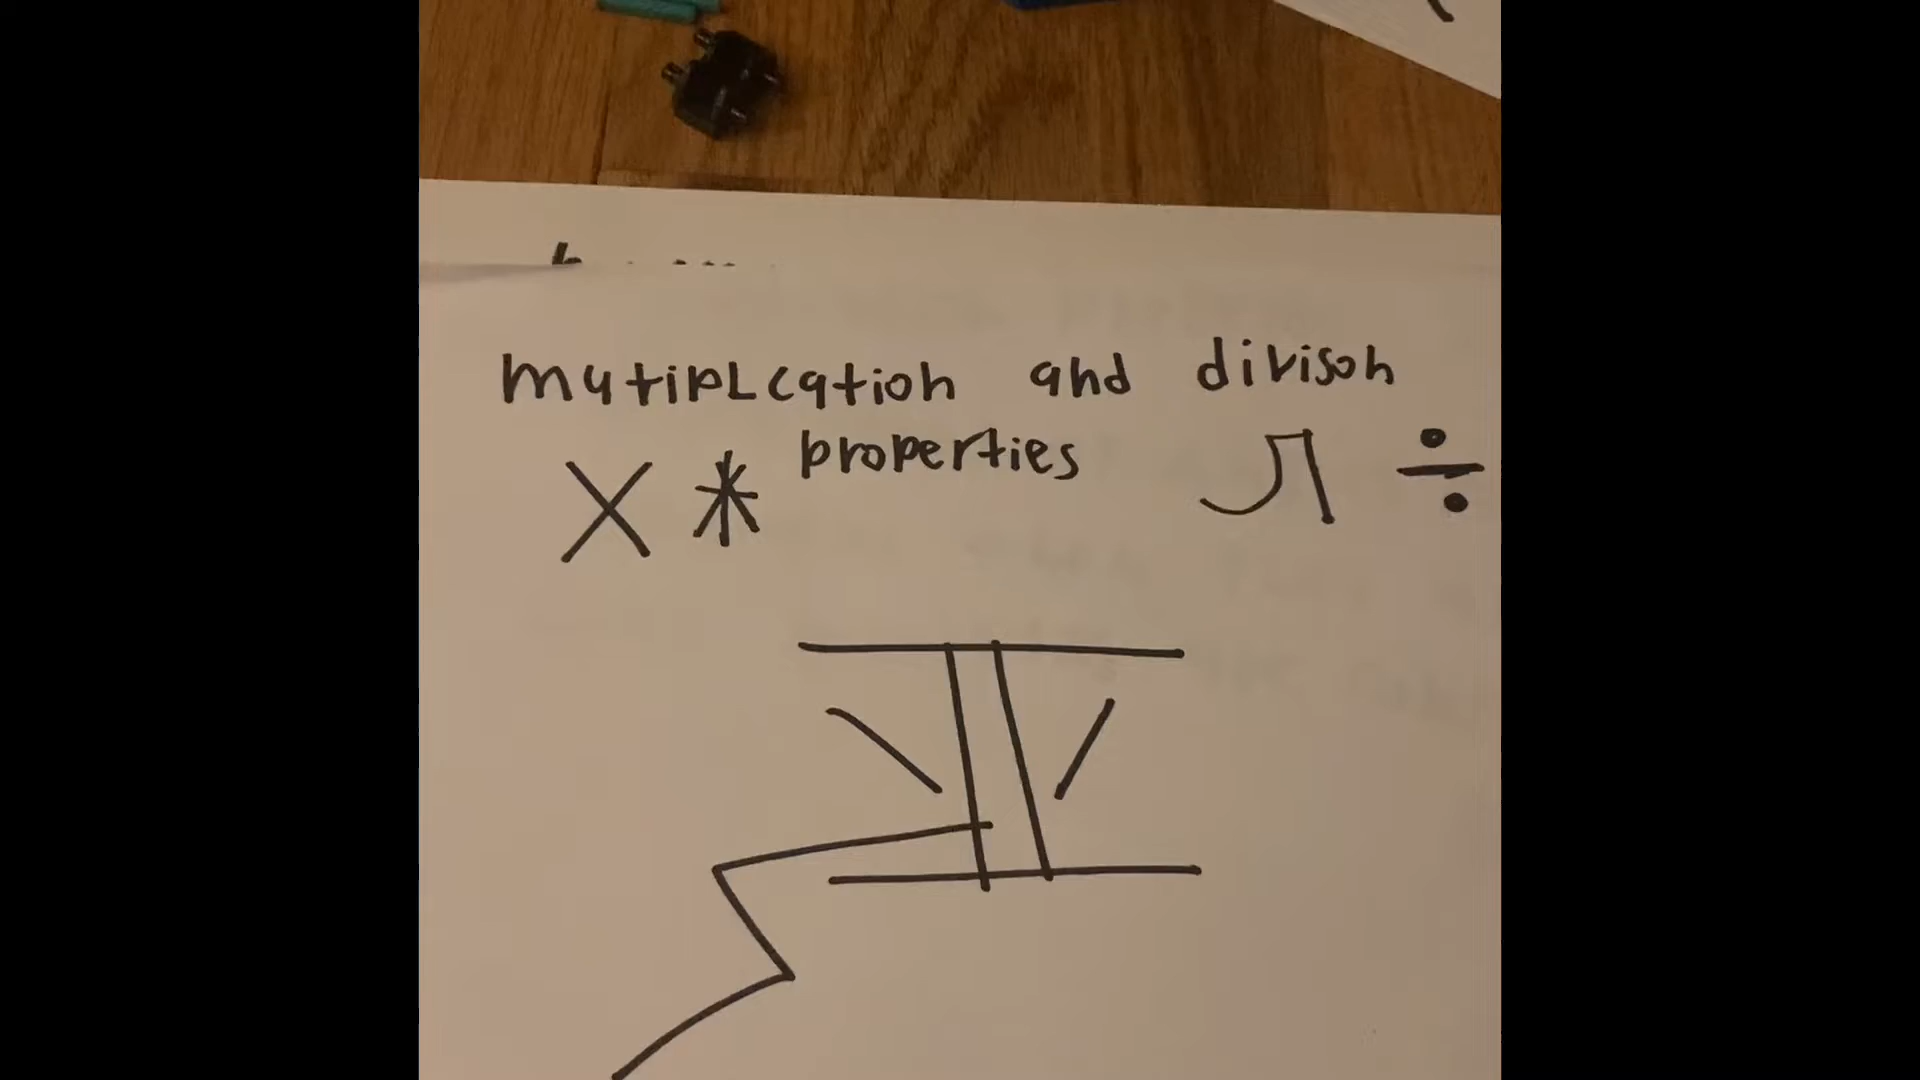 mutiplcation and divison
properties
× * ÷